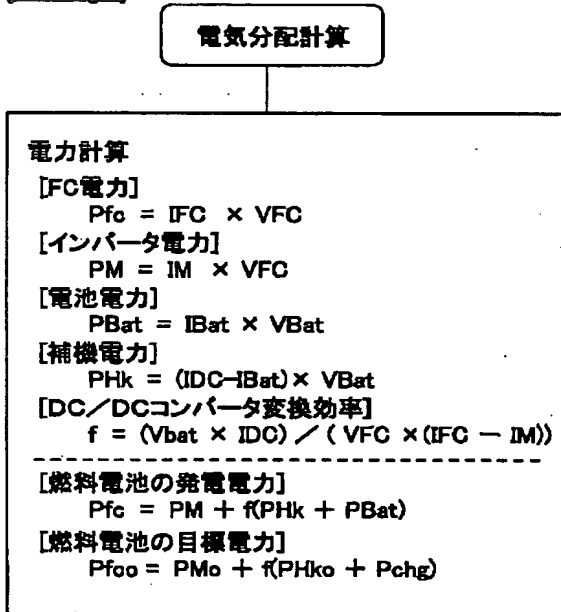 電気分配計算
電力計算
[FC電力]
Pfc = IFC × VFC
[インバータ電力]
PM = IM × VFC
[電池電力]
PBat = IBat × VBat
[補機電力]
PHk = (IDC-IBat)× VBat
[DC／DCコンバータ変換効率]
f = (Vbat × IDC) ／ ( VFC ×(IFC － IM))
[燃料電池の発電電力]
Pfc = PM + f(PHk + PBat)
[燃料電池の目標電力]
Pfco = PMo + f(PHko + Pchg)